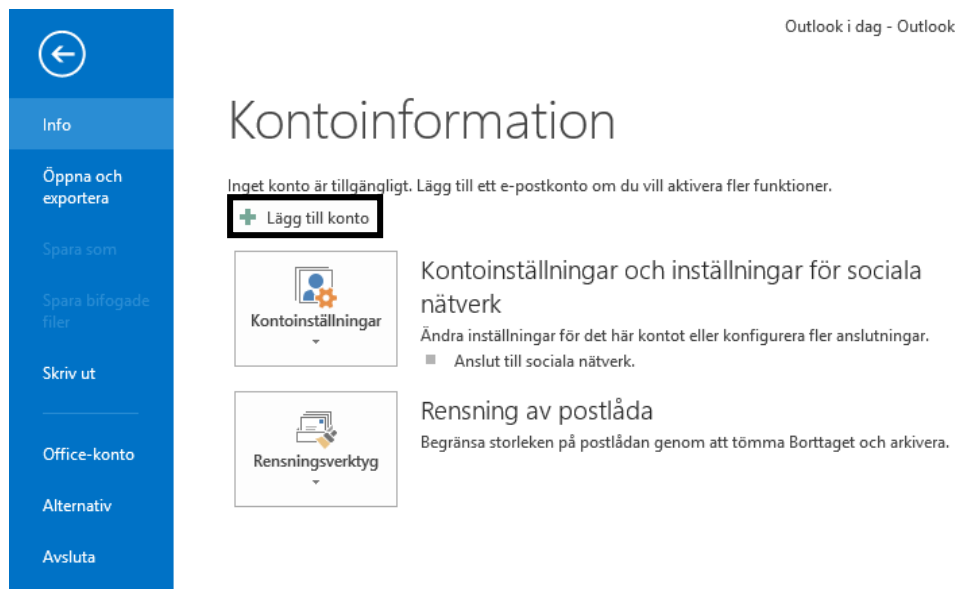 Outlook i dag - Outlook
Info
Öppna och
exportera
Spara som
Spara bifogade
filer
Skriv ut
Office-konto
Alternativ
Avsluta
Kontoinformation
Inget konto är tillgängligt. Lägg till ett e-postkonto om du vill aktivera fler funktioner.
Lägg till konto
Kontoinställningar
Kontoinställningar och inställningar för sociala
nätverk
Ändra inställningar för det här kontot eller konfigurera fler anslutningar.
Anslut till sociala nätverk.
Rensningsverktyg
Rensning av postlåda
Begränsa storleken på postlådan genom att tömma Borttaget och arkivera.